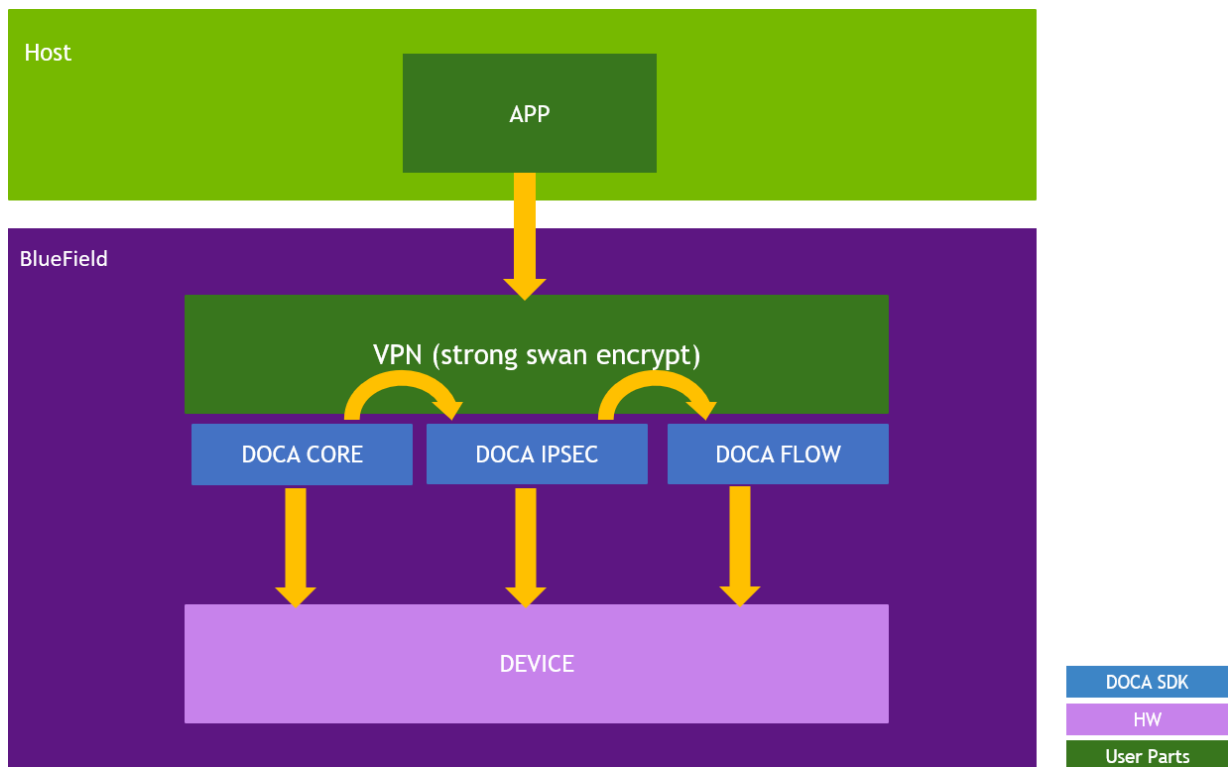 Host
APP
BlueField
VPN (strong swan encrypt)
DOCA CORE
DOCA IPSEC
DOCA FLOW
DEVICE
DOCA SDK
HW
User Parts